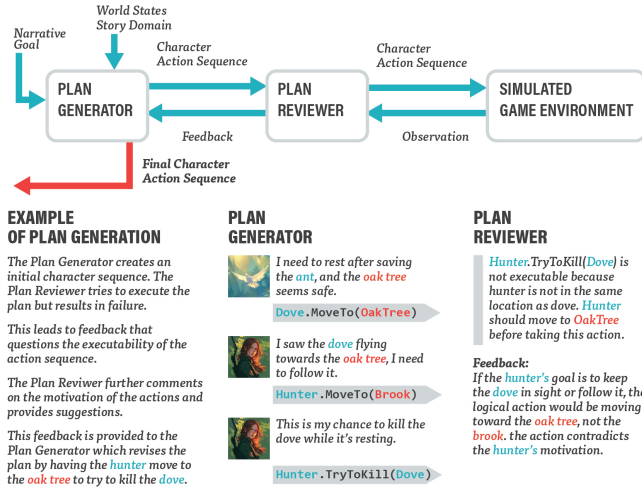 World States
Story Domain
Narrative
Goal
Character
Action Sequence
Character
Action Sequence
PLAN
GENERATOR
PLAN
REVIEWER
SIMULATED
GAME ENVIRONMENT
Feedback
Observation
Final Character
Action Sequence
EXAMPLE
OF PLAN GENERATION
The Plan Generator creates an
initial character sequence. The
Plan Reviewer tries to execute the
plan but results in failure.
This leads to feedback that
questions the executability of the
action sequence.
The Plan Reviwer further comments
on the motivation of the actions and
provides suggestions.
This feedback is provided to the
Plan Generator which revises the
plan by having the hunter move to
the oak tree to try to kill the dove.
PLAN
GENERATOR
I need to rest after saving
the ant, and the oak tree
seems safe.
Dove.MoveTo(OakTree)
I saw the dove flying
towards the oak tree, I need
to follow it.
Hunter.MoveTo(Brook)
This is my chance to kill the
dove while it's resting.
Hunter.TryToKill(Dove)
PLAN
REVIEWER
Hunter.TryToKill(Dove) is
not executable because
hunter is not in the same
location as dove. Hunter
should move to OakTree
before taking this action.
Feedback:
If the hunter's goal is to keep
the dove in sight or follow it, the
logical action would be moving
toward the oak tree, not the
brook. the action contradicts
the hunter's motivation.